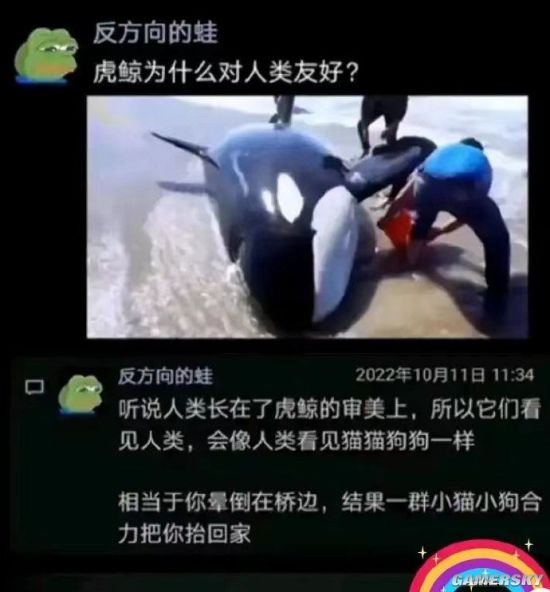 反方向的蛙
虎鲸为什么对人类友好?
反方向的蛙
2022年10月11日 11:34
听说人类长在了虎鲸的审美上，所以它们看
见人类，会像人类看见猫猫狗狗一样
相当于你晕倒在桥边，结果一群小猫小狗合
力把你抬回家
GAMERSKY